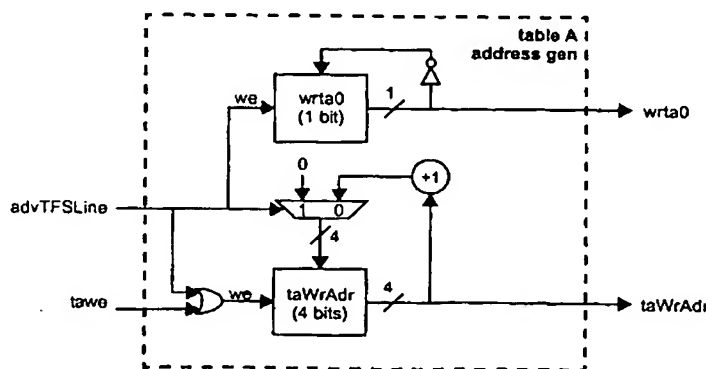 table A
address gen
we
wrta0
(1 bit)
1
wrta0
0
+1
advTFSLine
1 0
4
tawe
we
taWrAdr
(4 bits)
4
taWrAdr